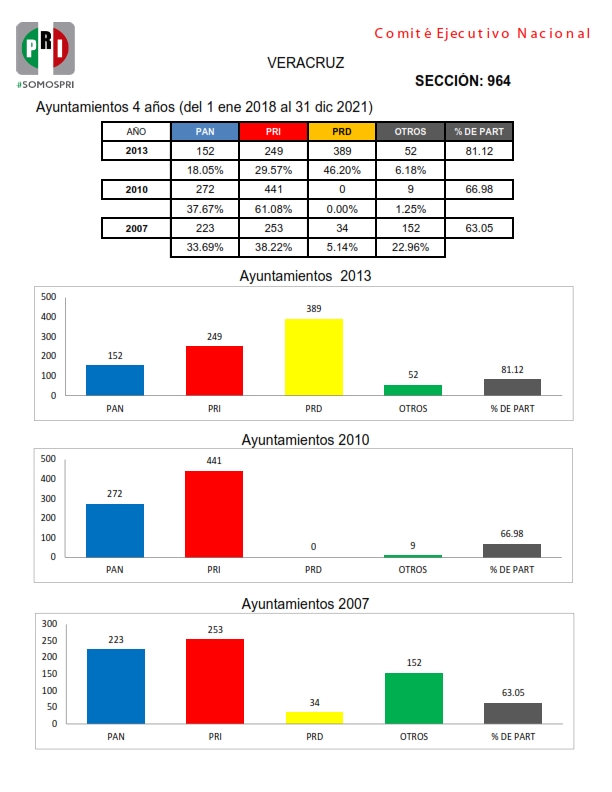 Comité Ejecutivo Nacional
PRI
#SOMOSPRI
VERACRUZ
SECCIÓN: 964
Ayuntamientos 4 años (del 1 ene 2018 al 31 dic 2021)
AÑO PAN PRI PRD OTROS % DE PART
2013 152 249 389 52 81.12
18.05% 29.57% 46.20% 6.18%
2010 272 441 0 9 66.98
37.67% 61.08% 0.00% 1.25%
2007 223 253 34 152 63.05
33.69% 38.22% 5.14% 22.96%
Ayuntamientos 2013
500
400
300
200
100
0
152 249 389 52 81.12
PAN PRI PRD OTROS % DE PART
Ayuntamientos 2010
500
400
300
200
100
0
272 441 0 9 66.98
PAN PRI PRD OTROS % DE PART
Ayuntamientos 2007
300
250
200
150
100
50
0
223 253 34 152 63.05
PAN PRI PRD OTROS % DE PART